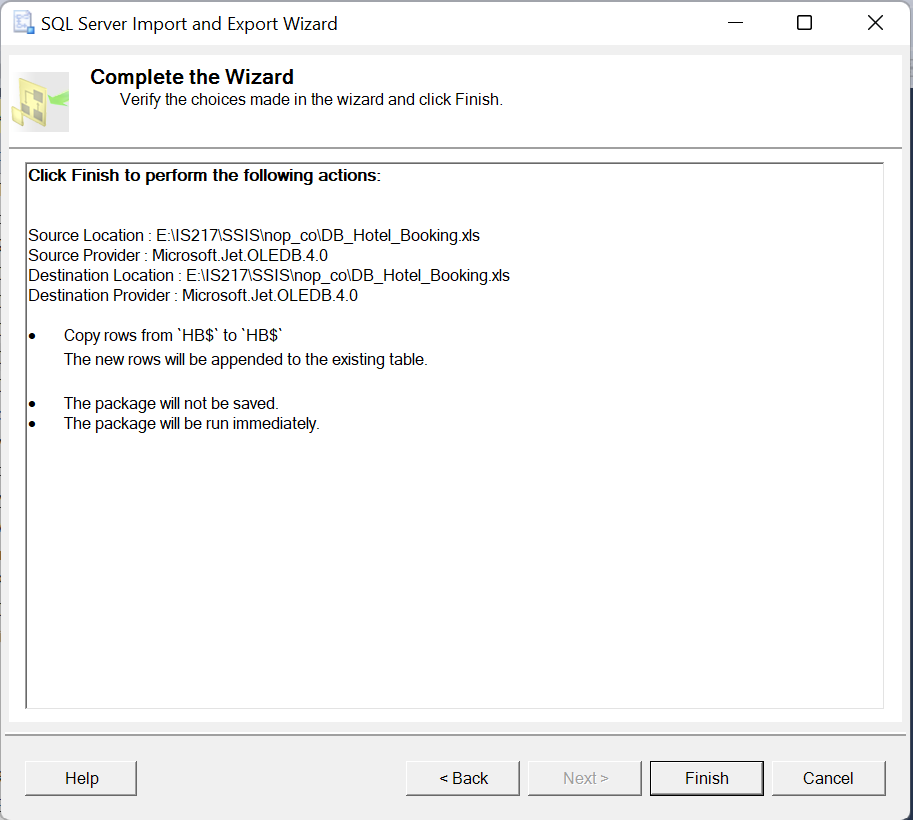 SQL Server Import and Export Wizard
Complete the Wizard
Verify the choices made in the wizard and click Finish.
Click Finish to perform the following actions:
Source Location : E:\IS217\SSIS\nop_co\DB_Hotel_Booking.xls
Source Provider : Microsoft.Jet.OLEDB.4.0
Destination Location : E:\IS217\SSIS\nop_co\DB_Hotel_Booking.xls
Destination Provider : Microsoft.Jet.OLEDB.4.0
• Copy rows from `HB$` to `HB$`
The new rows will be appended to the existing table.
• The package will not be saved.
• The package will be run immediately.
Help < Back Next > Finish Cancel